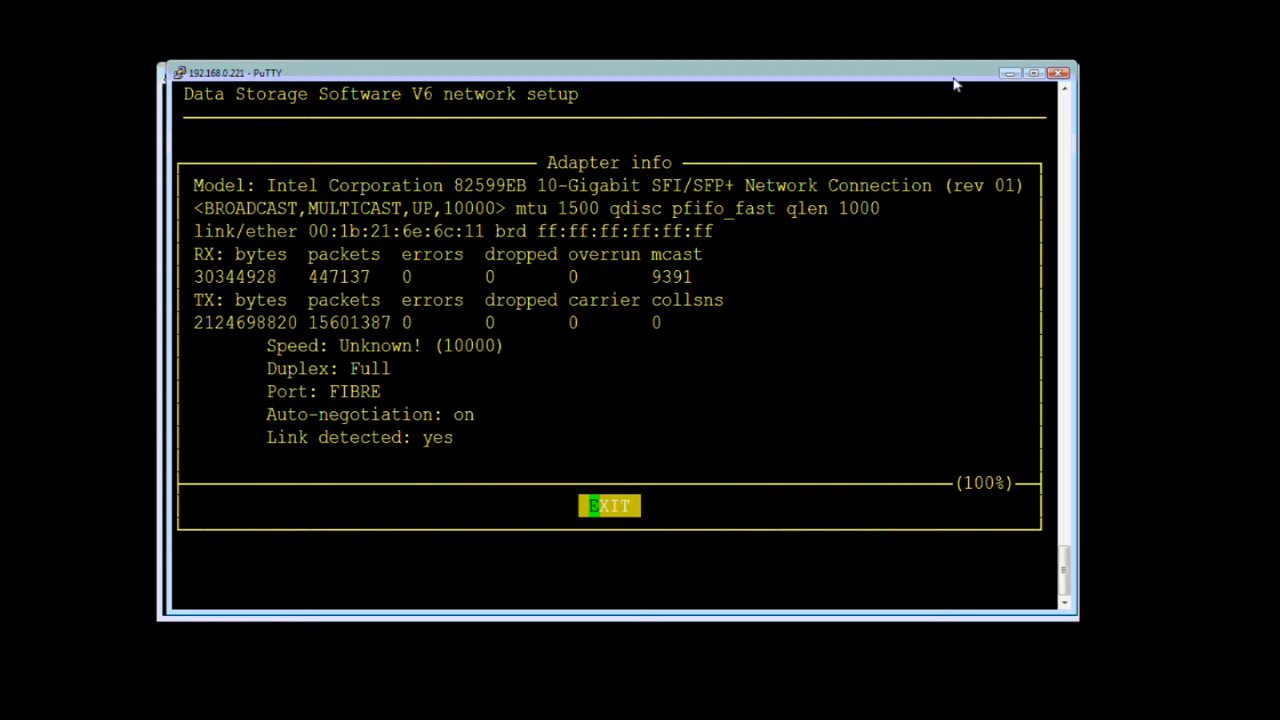 192.168.0.221 - PuTTY
Data Storage Software V6 network setup
Adapter info
Model: Intel Corporation 82599EB 10-Gigabit SFI/SFP+ Network Connection (rev 01)
<BROADCAST,MULTICAST,UP,10000> mtu 1500 qdisc pfifo_fast qlen 1000
link/ether 00:1b:21:6e:6c:11 brd ff:ff:ff:ff:ff:ff
RX: bytes packets errors dropped overrun mcast
30344928 447137 0 0 0 9391
TX: bytes packets errors dropped carrier collsns
2124698820 15601387 0 0 0 0
Speed: Unknown! (10000)
Duplex: Full
Port: FIBRE
Auto-negotiation: on
Link detected: yes
(100%)
EXIT